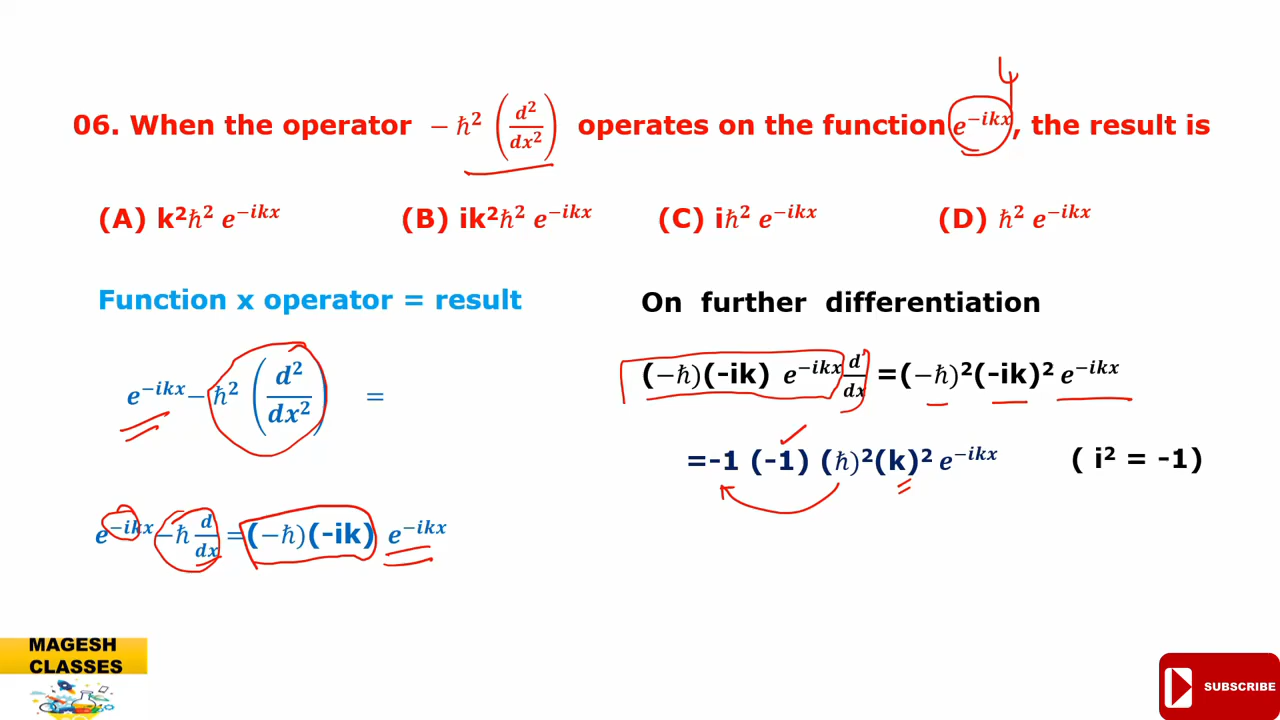 ψ
06. When the operator − ħ² (d²/dx²) operates on the function e^{−ikx}, the result is
(A) k²ħ² e^{−ikx} (B) ik²ħ² e^{−ikx} (C) iħ² e^{−ikx} (D) ħ² e^{−ikx}
Function x operator = result
e^{−ikx} − ħ² (d²/dx²) =
e^{−ikx} −ħ d/dx = (−ħ)(-ik) e^{−ikx}
On further differentiation
(−ħ)(-ik) e^{−ikx} d/dx =(−ħ)²(-ik)² e^{−ikx}
=-1 (-1) (ħ)²(k)² e^{−ikx} ( i² = -1)
MAGESH
CLASSES
SUBSCRIBE